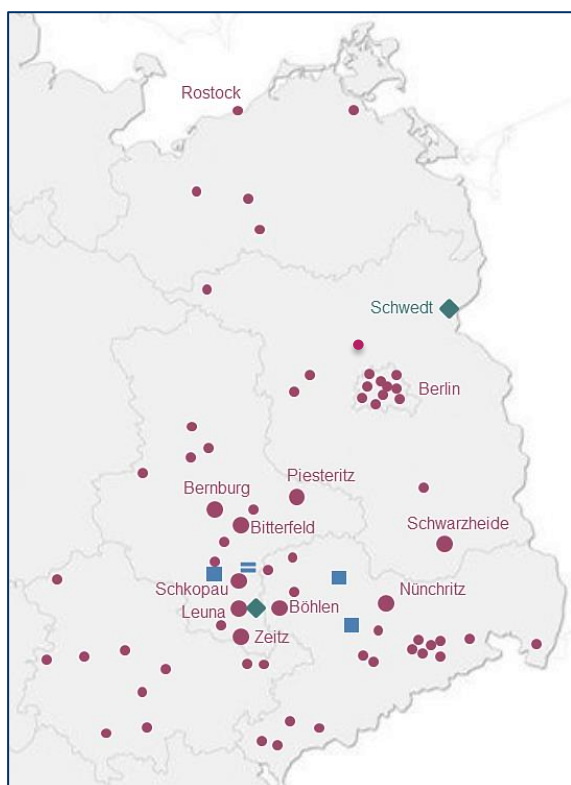 Rostock
Schwedt
Berlin
Piesteritz
Bernburg
Bitterfeld
Schwarzheide
Schkopau
Nünchritz
Leuna
Böhlen
Zeitz